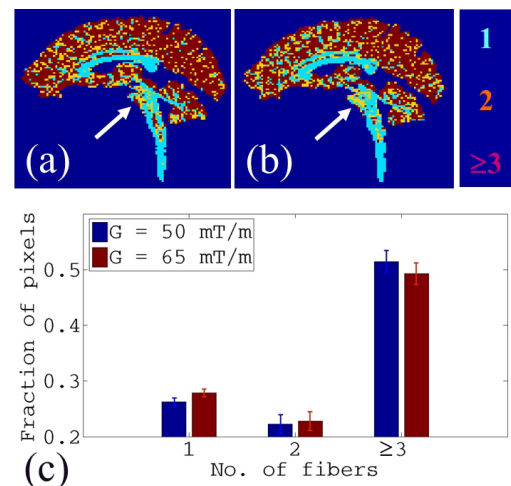 (a)
(b)
1
2
≥3
G = 50 mT/m
G = 65 mT/m
Fraction of pixels
0.5
0.4
0.3
0.2
1 2 ≥3
No. of fibers
(c)